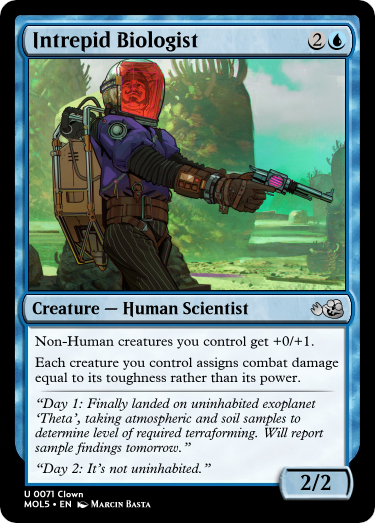 Intrepid Biologist 2
Creature — Human Scientist
Non-Human creatures you control get +0/+1.
Each creature you control assigns combat damage
equal to its toughness rather than its power.
“Day 1: Finally landed on uninhabited exoplanet
‘Theta’, taking atmospheric and soil samples to
determine level of required terraforming. Will report
sample findings tomorrow.”
“Day 2: It’s not uninhabited.”
2/2
U 0071 Clown
MOL5 • EN Marcin Basta